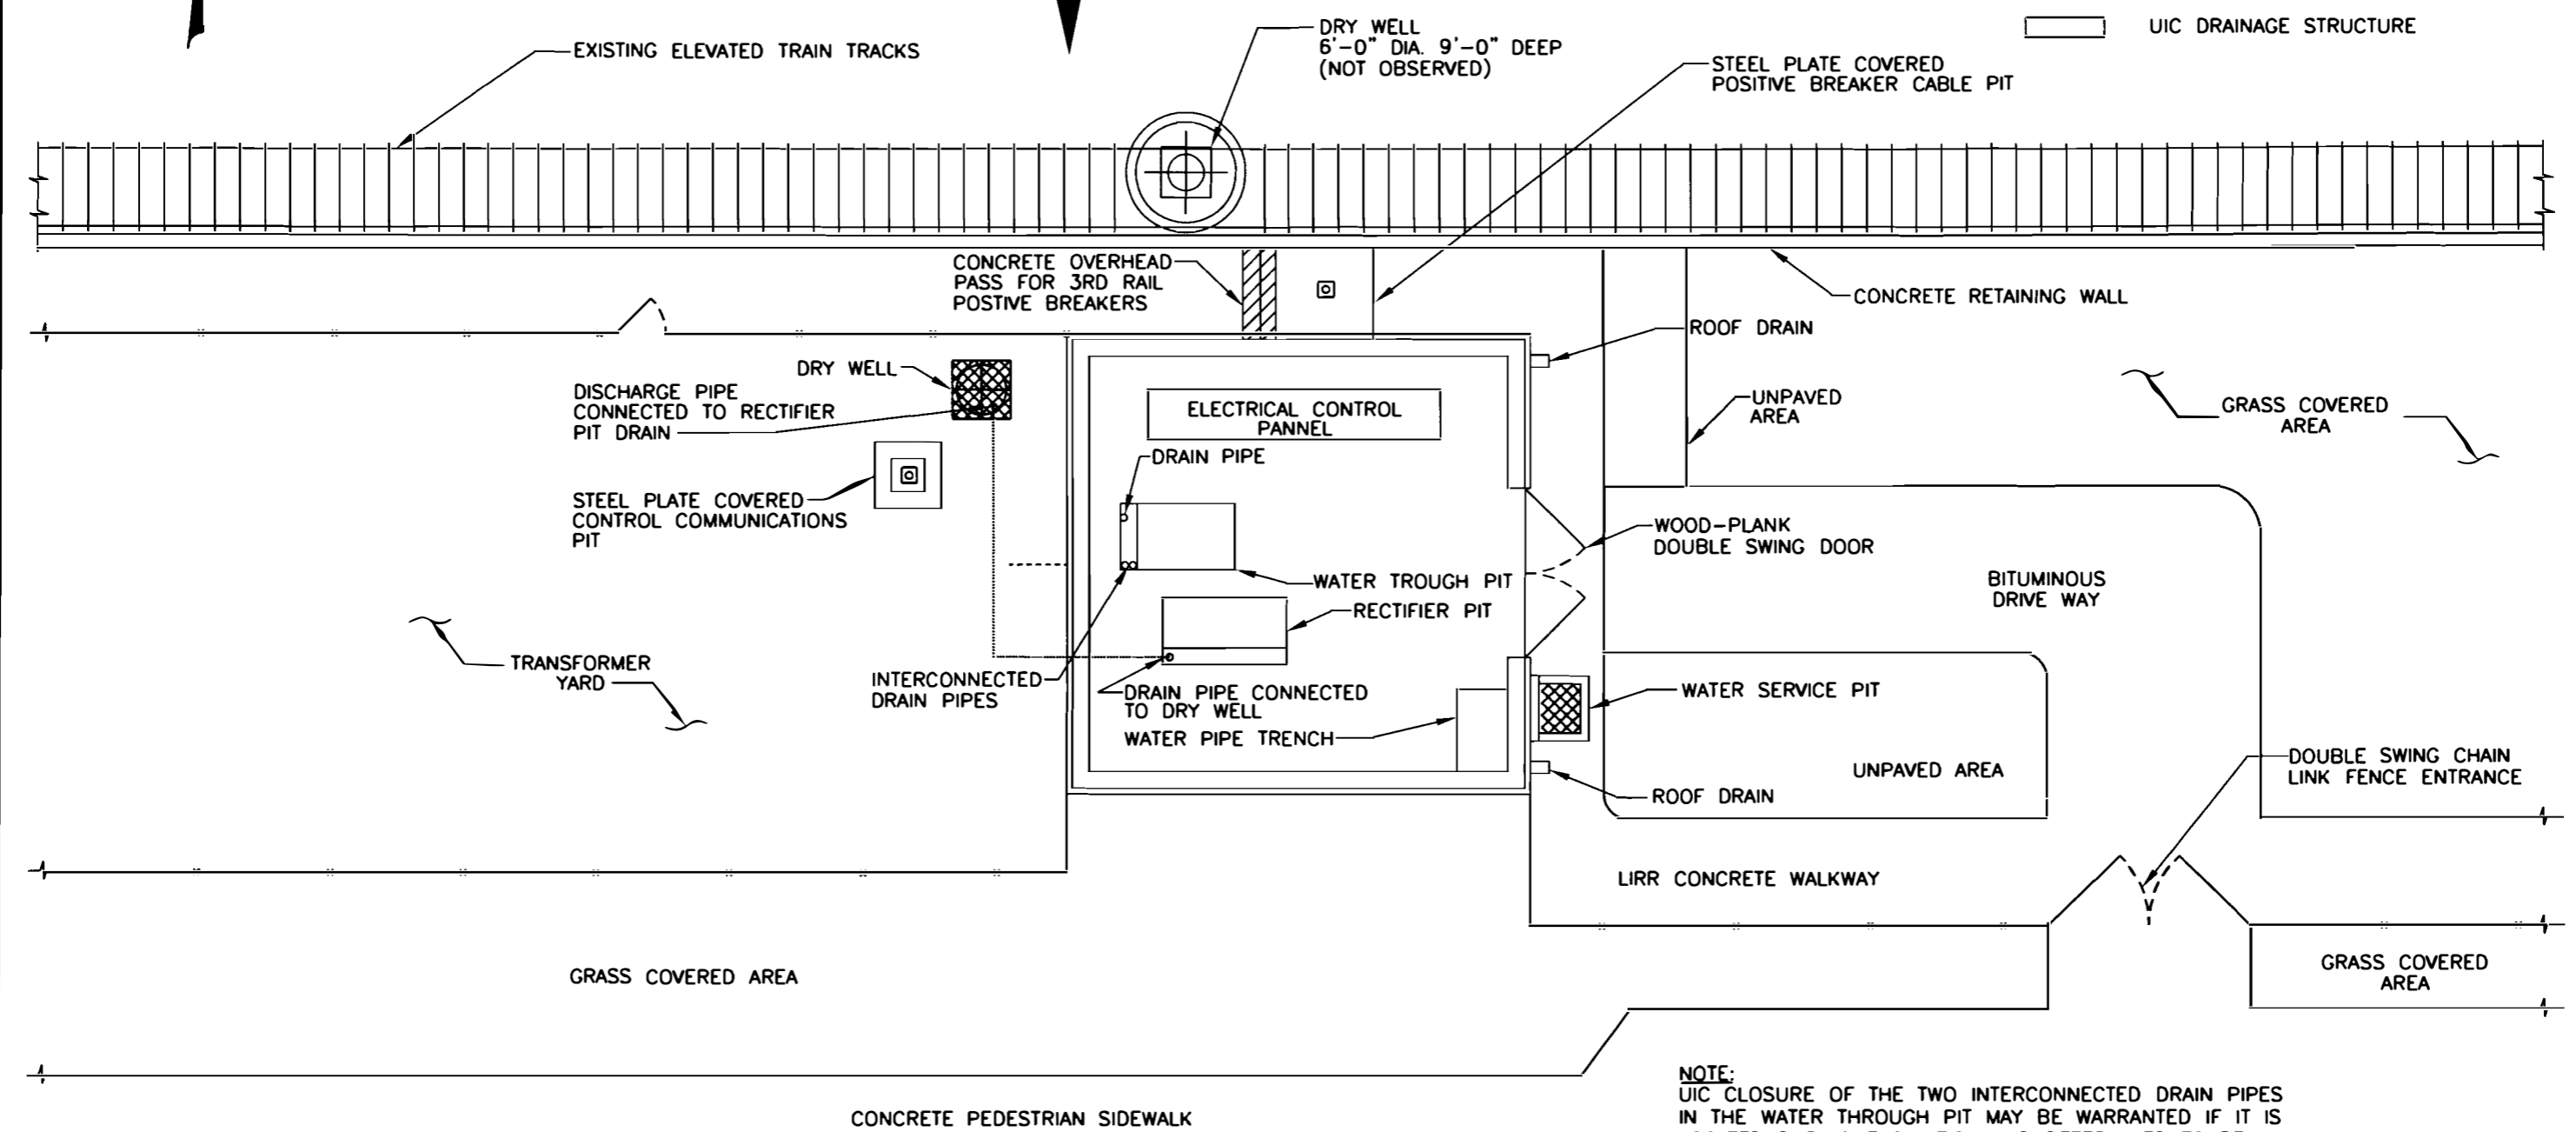 EXISTING ELEVATED TRAIN TRACKS
DRY WELL
6'-0" DIA. 9'-0" DEEP
(NOT OBSERVED)
STEEL PLATE COVERED
POSITIVE BREAKER CABLE PIT
UIC DRAINAGE STRUCTURE
CONCRETE OVERHEAD
PASS FOR 3RD RAIL
POSTIVE BREAKERS
CONCRETE RETAINING WALL
ROOF DRAIN
DRY WELL
DISCHARGE PIPE
CONNECTED TO RECTIFIER
PIT DRAIN
ELECTRICAL CONTROL
PANNEL
UNPAVED
AREA
GRASS COVERED
AREA
DRAIN PIPE
STEEL PLATE COVERED
CONTROL COMMUNICATIONS
PIT
WOOD-PLANK
DOUBLE SWING DOOR
WATER TROUGH PIT
BITUMINOUS
DRIVE WAY
RECTIFIER PIT
TRANSFORMER
YARD
INTERCONNECTED
DRAIN PIPES
DRAIN PIPE CONNECTED
TO DRY WELL
WATER PIPE TRENCH
WATER SERVICE PIT
UNPAVED AREA
DOUBLE SWING CHAIN
LINK FENCE ENTRANCE
ROOF DRAIN
LIRR CONCRETE WALKWAY
GRASS COVERED AREA
GRASS COVERED
AREA
CONCRETE PEDESTRIAN SIDEWALK
NOTE:
UIC CLOSURE OF THE TWO INTERCONNECTED DRAIN PIPES
IN THE WATER THROUGH PIT MAY BE WARRANTED IF IT IS